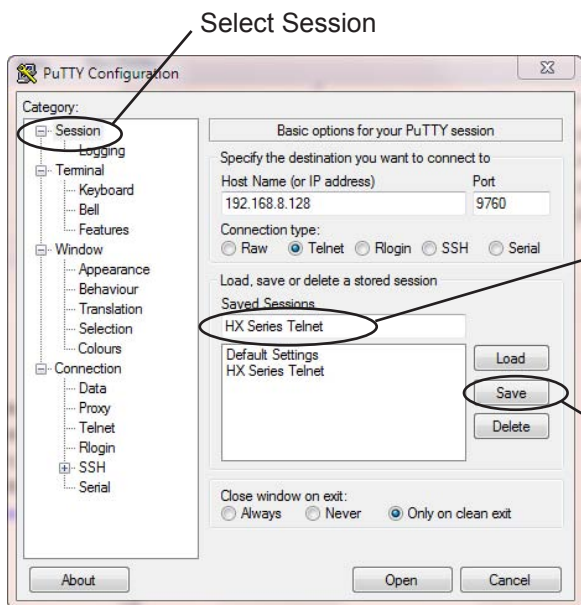 Select Session
PuTTY Configuration
Category:
Session
Logging
Terminal
Keyboard
Bell
Features
Window
Appearance
Behaviour
Translation
Selection
Colours
Connection
Data
Proxy
Telnet
Rlogin
SSH
Serial
Basic options for your PuTTY session
Specify the destination you want to connect to
Host Name (or IP address) Port
192.168.8.128 9760
Connection type:
Raw Telnet Rlogin SSH Serial
Load, save or delete a stored session
Saved Sessions
HX Series Telnet
Default Settings
HX Series Telnet
Load
Save
Delete
Close window on exit:
Always Never Only on clean exit
About Open Cancel